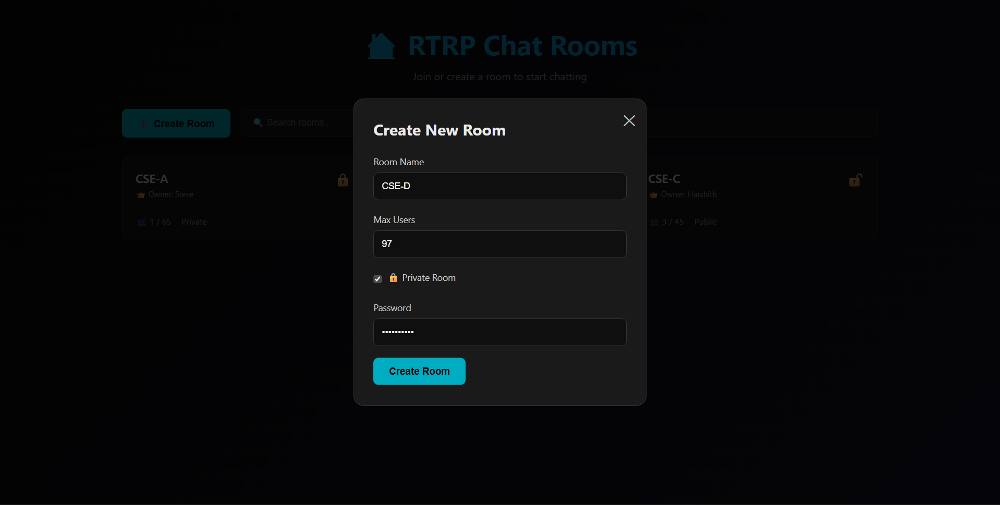 RTRP Chat Rooms
Join or create a room to start chatting
Create Room
Search rooms...
CSE-A
Owner: Steve
1 / 65 Private
CSE-C
Owner: Harshith
3 / 45 Public
Create New Room
Room Name
CSE-D
Max Users
97
Private Room
Password
••••••••••
Create Room